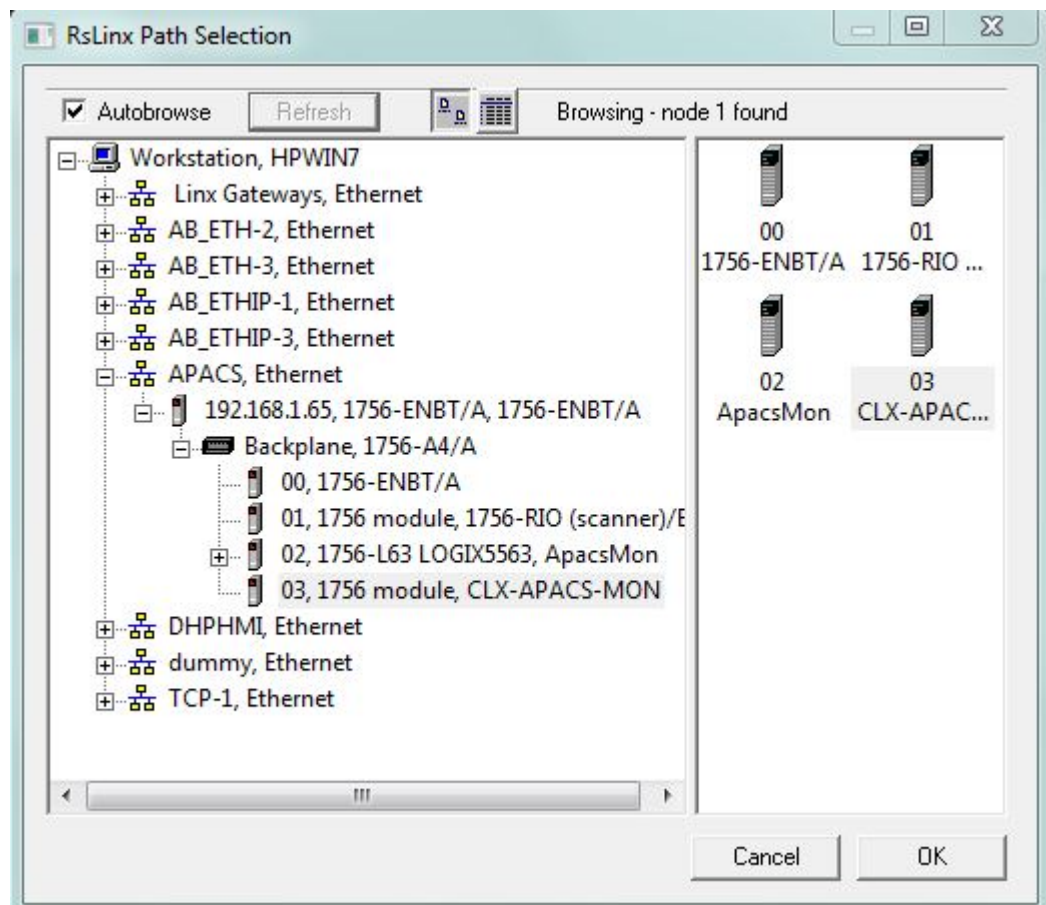 RsLinx Path Selection
Autobrowse
Refresh
Browsing - node 1 found
Workstation, HPWIN7
Linx Gateways, Ethernet
AB_ETH-2, Ethernet
AB_ETH-3, Ethernet
AB_ETHIP-1, Ethernet
AB_ETHIP-3, Ethernet
APACS, Ethernet
192.168.1.65, 1756-ENBT/A, 1756-ENBT/A
Backplane, 1756-A4/A
00, 1756-ENBT/A
01, 1756 module, 1756-RIO (scanner)/E
02, 1756-L63 LOGIX5563, ApacsMon
03, 1756 module, CLX-APACS-MON
DHPHMI, Ethernet
dummy, Ethernet
TCP-1, Ethernet
00 01
1756-ENBT/A 1756-RIO ...
02 03
ApacsMon CLX-APAC...
Cancel OK